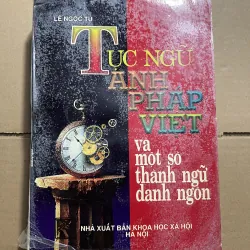 LÊ NGỌC TÚ
TỤC NGỮ
ANH
PHÁP
VIỆT
và
một số
thành ngữ
danh ngôn
NHÀ XUẤT BẢN KHOA HỌC XÃ HỘI
HÀ NỘI